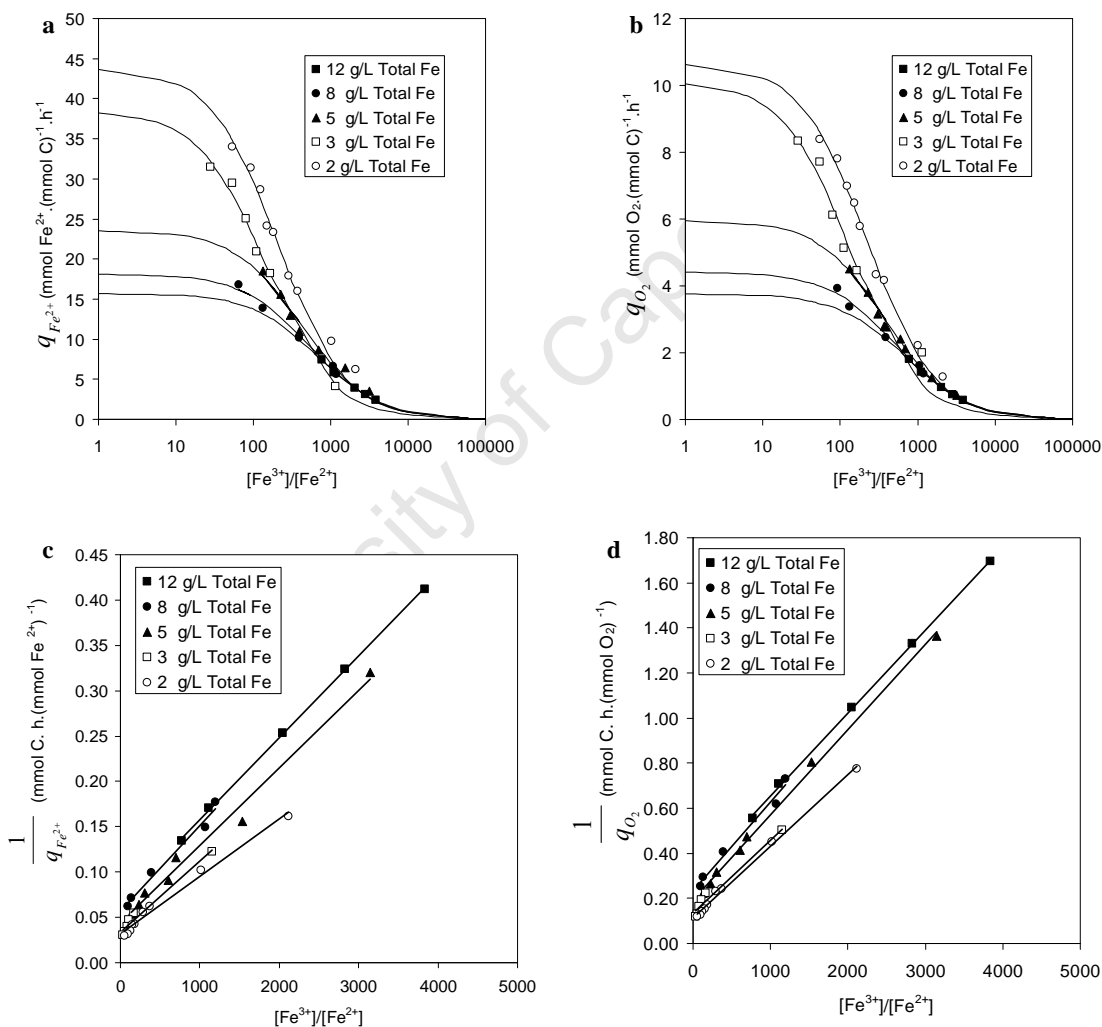 a
q Fe2+ (mmol Fe2+.(mmol C)-1.h-1
50
45
40
35
30
25
20
15
10
5
0
12 g/L Total Fe
8 g/L Total Fe
5 g/L Total Fe
3 g/L Total Fe
2 g/L Total Fe
1 10 100 1000 10000 100000
[Fe3+]/[Fe2+]
b
qO2 (mmol O2.(mmol C)-1.h-1
12
10
8
6
4
2
0
12 g/L Total Fe
8 g/L Total Fe
5 g/L Total Fe
3 g/L Total Fe
2 g/L Total Fe
1 10 100 1000 10000 100000
[Fe3+]/[Fe2+]
c
1
qFe2+
(mmol C. h.(mmol Fe 2+) -1)
0.45
0.40
0.35
0.30
0.25
0.20
0.15
0.10
0.05
0.00
12 g/L Total Fe
8 g/L Total Fe
5 g/L Total Fe
3 g/L Total Fe
2 g/L Total Fe
0 1000 2000 3000 4000 5000
[Fe3+]/[Fe2+]
d
1
qO2
(mmol C. h.(mmol O2) -1)
1.80
1.60
1.40
1.20
1.00
0.80
0.60
0.40
0.20
0.00
12 g/L Total Fe
8 g/L Total Fe
5 g/L Total Fe
3 g/L Total Fe
2 g/L Total Fe
0 1000 2000 3000 4000 5000
[Fe3+]/[Fe2+]
sity of Cap